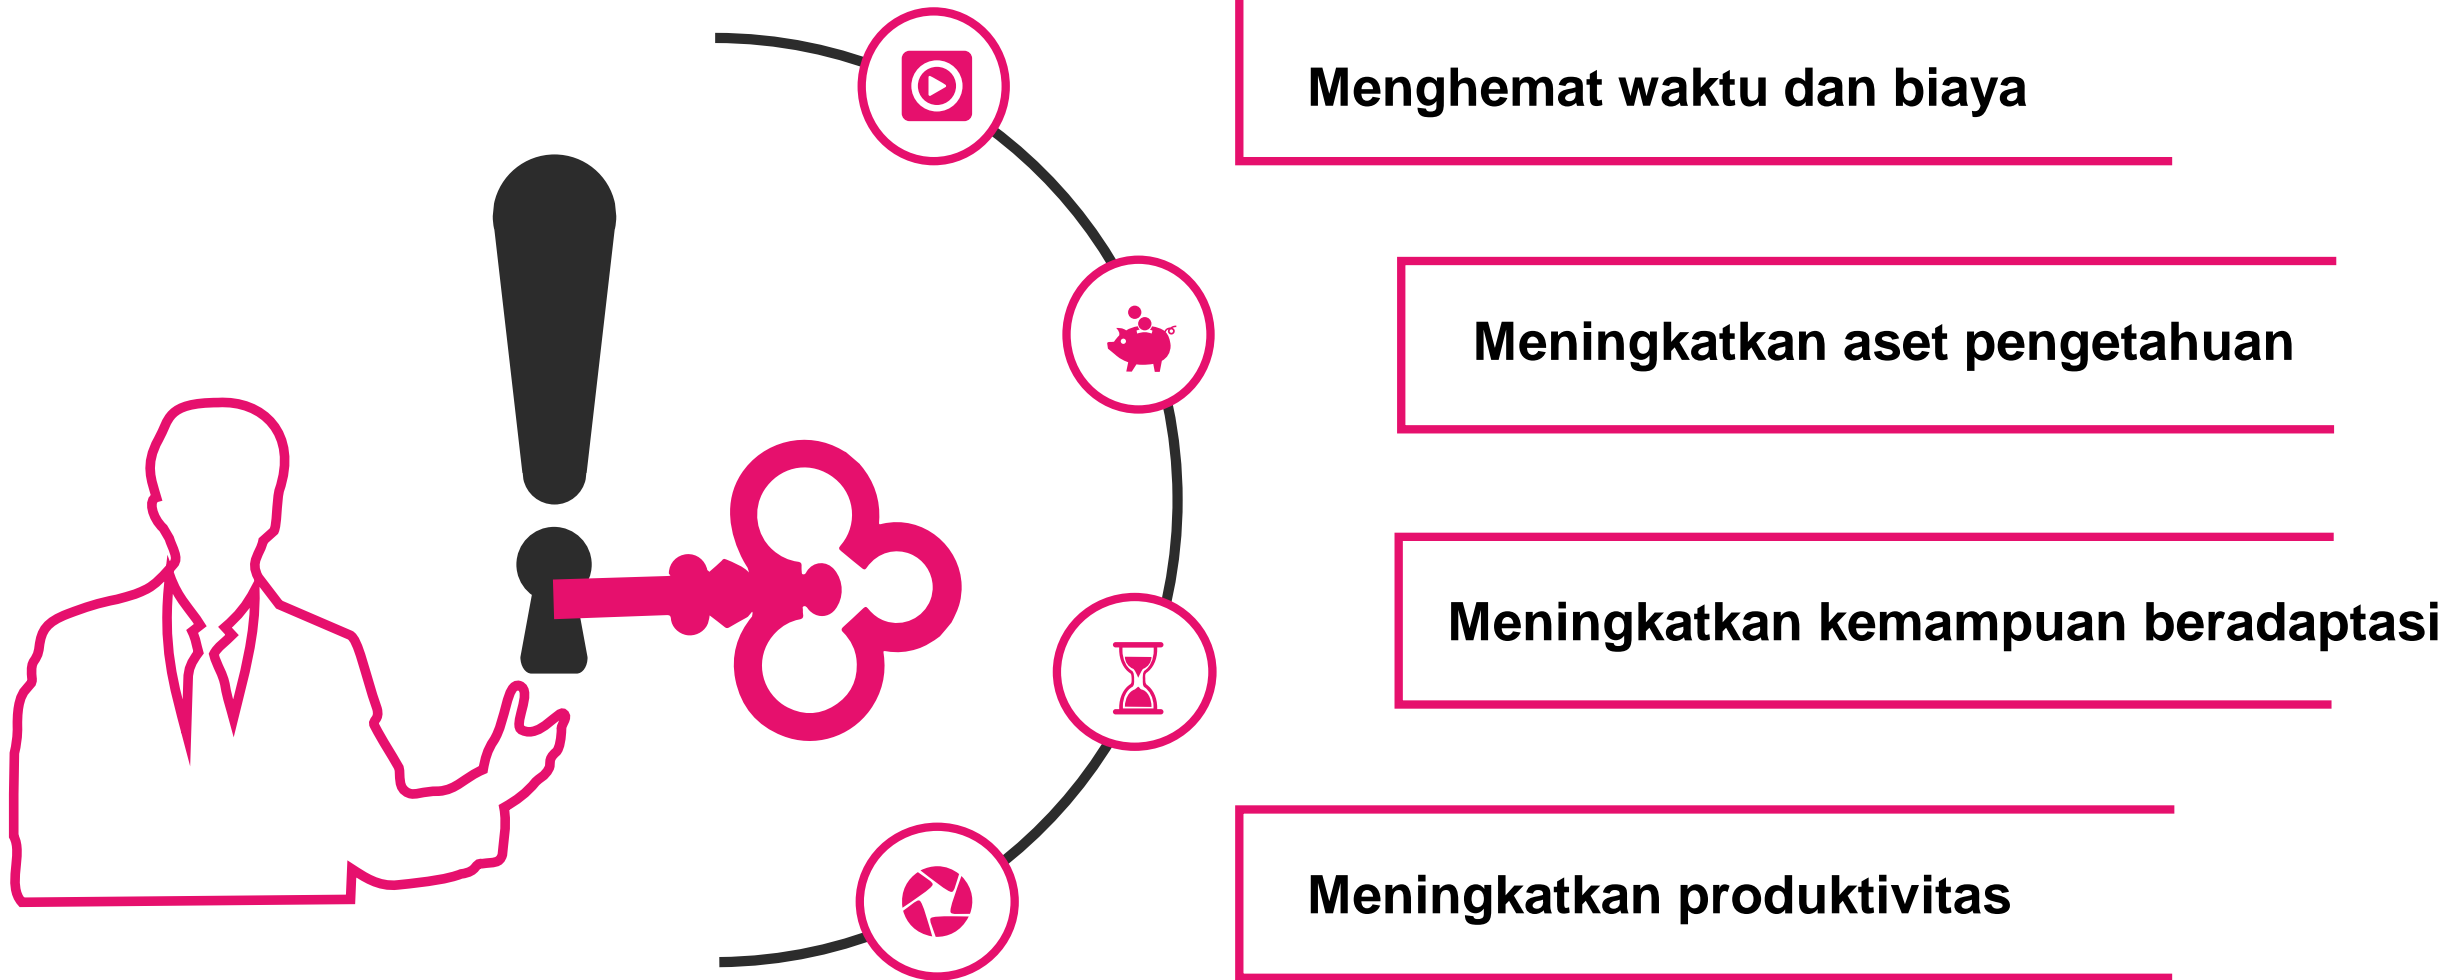 Menghemat waktu dan biaya
Meningkatkan aset pengetahuan
Meningkatkan kemampuan beradaptasi
Meningkatkan produktivitas